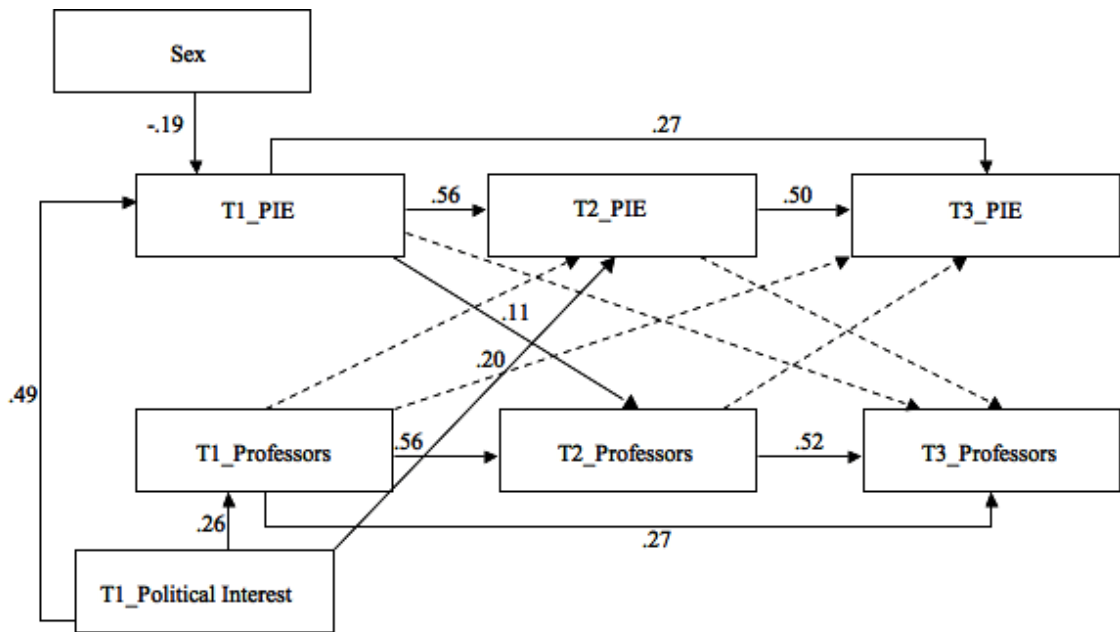 Sex
-.19
.27
T1_PIE
.56
T2_PIE
.50
T3_PIE
.11
.20
.49
T1_Professors
.56
T2_Professors
.52
T3_Professors
.26
.27
T1_Political Interest